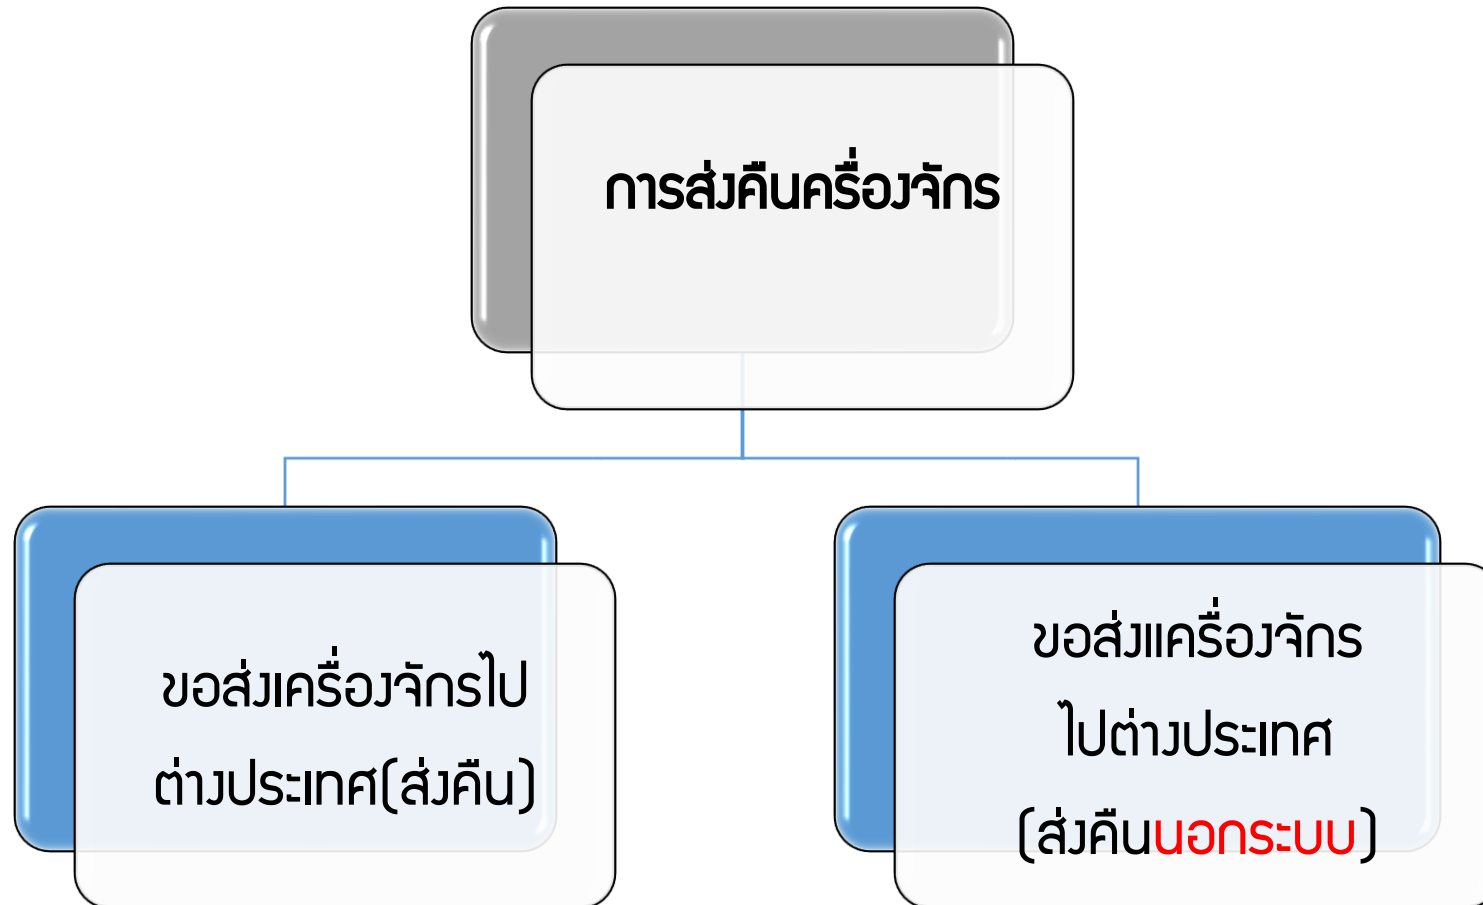 การส่งคืนครื่องจักร
ขอส่งเครื่องจักรไป
ต่างประเทศ(ส่งคืน)
ขอส่งแครื่องจักร
ไปต่างประเทศ
(ส่งคืนนอกระบบ)